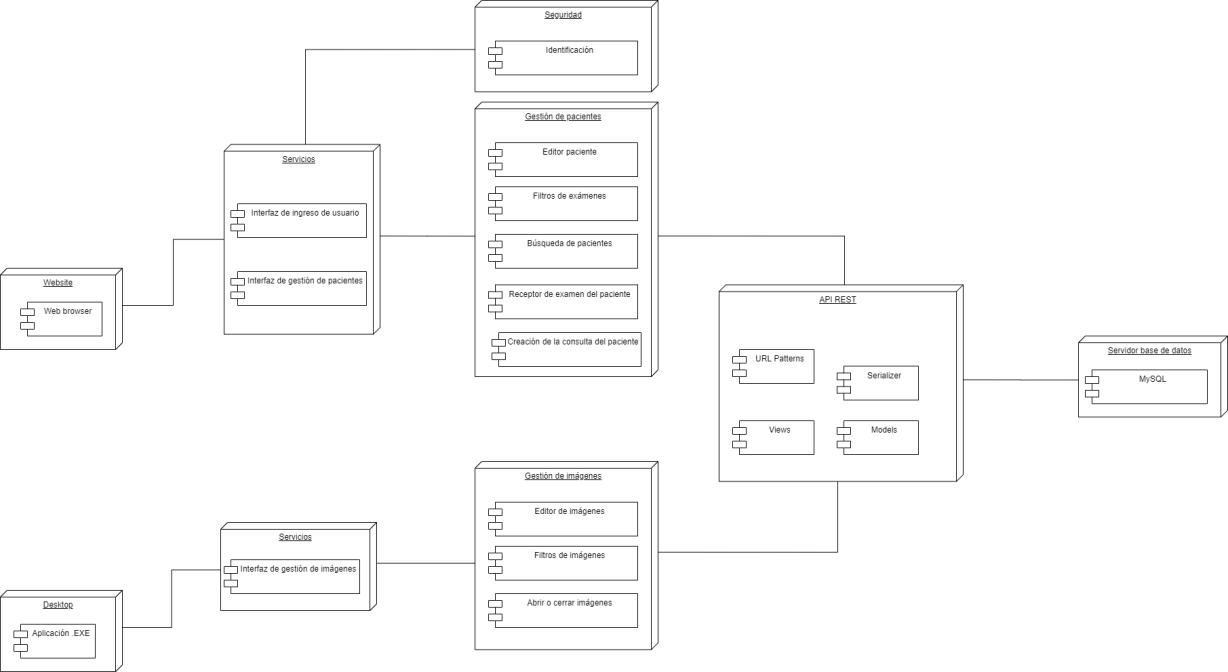 Seguridad
Identificación
Gestión de pacientes
Editor paciente
Filtros de exámenes
Búsqueda de pacientes
Receptor de examen del paciente
Creación de la consulta del paciente
Servicios
Interfaz de ingreso de usuario
Interfaz de gestión de pacientes
Website
Web browser
API REST
URL Patterns
Serializer
Views
Models
Servidor base de datos
MySQL
Gestión de imágenes
Editor de imágenes
Filtros de imágenes
Abrir o cerrar imágenes
Servicios
Interfaz de gestión de imágenes
Desktop
Aplicación .EXE